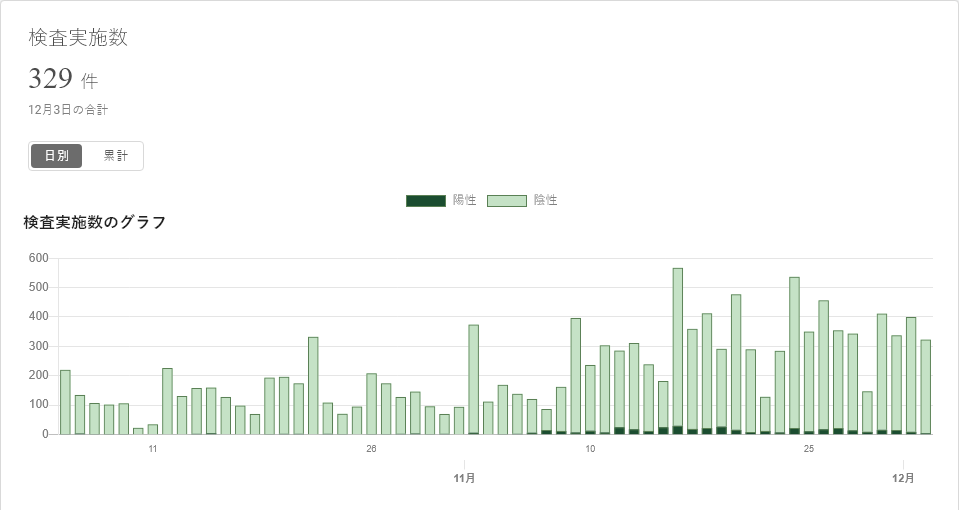 検査実施数
329 件
12月3日の合計
日別 累計
陽性 陰性
検査実施数のグラフ
600
500
400
300
200
100
0
11 26 10 25
11月 12月